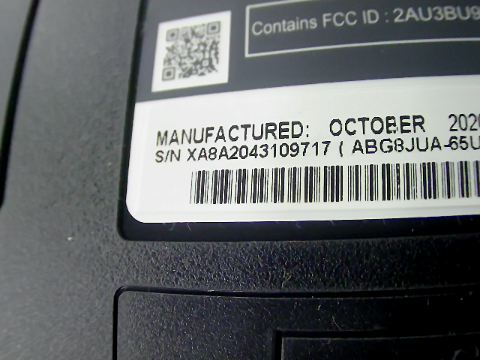 Contains FCC ID : 2AU3BU9
MANUFACTURED: OCTOBER 202
S/N XA8A2043109717 ( ABG8JUA-65U